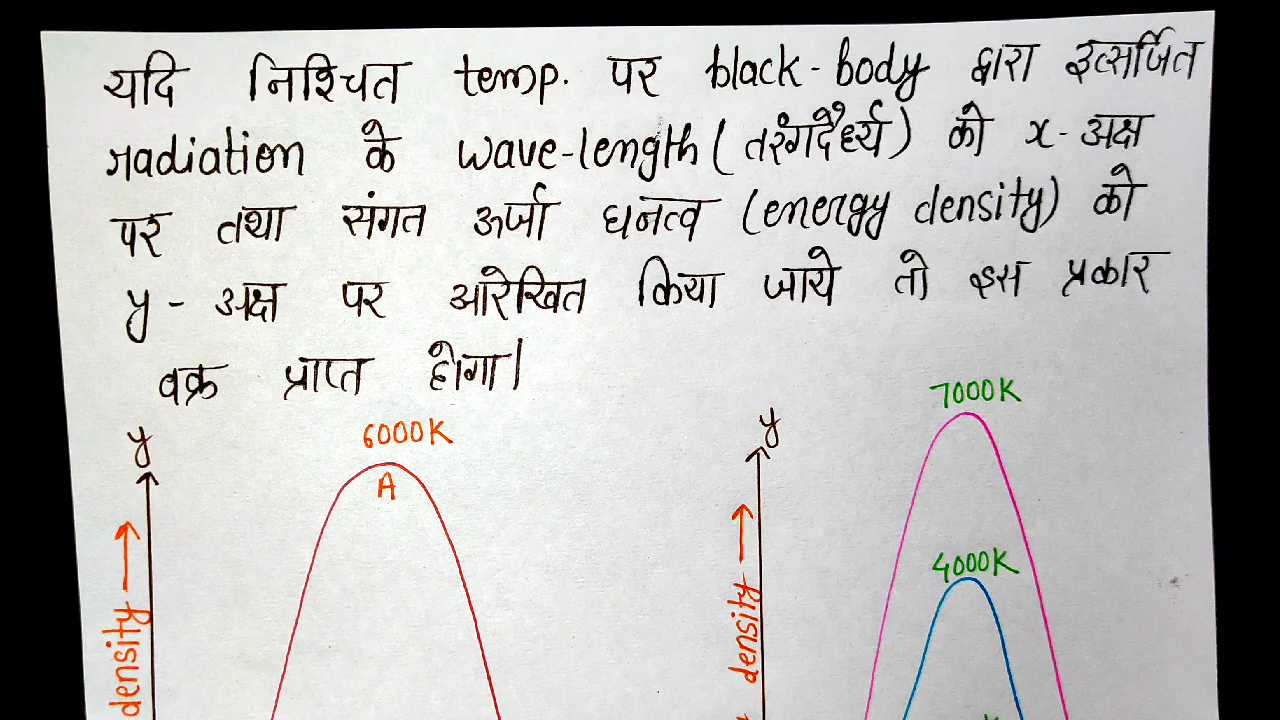 यदि निश्चित temp. पर black-body द्वारा उत्सर्जित
radiation के wave-length (तरंगदैर्ध्य) को x-अक्ष
पर तथा संगत ऊर्जा घनत्व (energy density) को
y- अक्ष पर आरेखित किया जाये तो इस प्रकार
वक्र प्राप्त होगा।
y
6000K
A
density →
y
7000K
4000K
density →